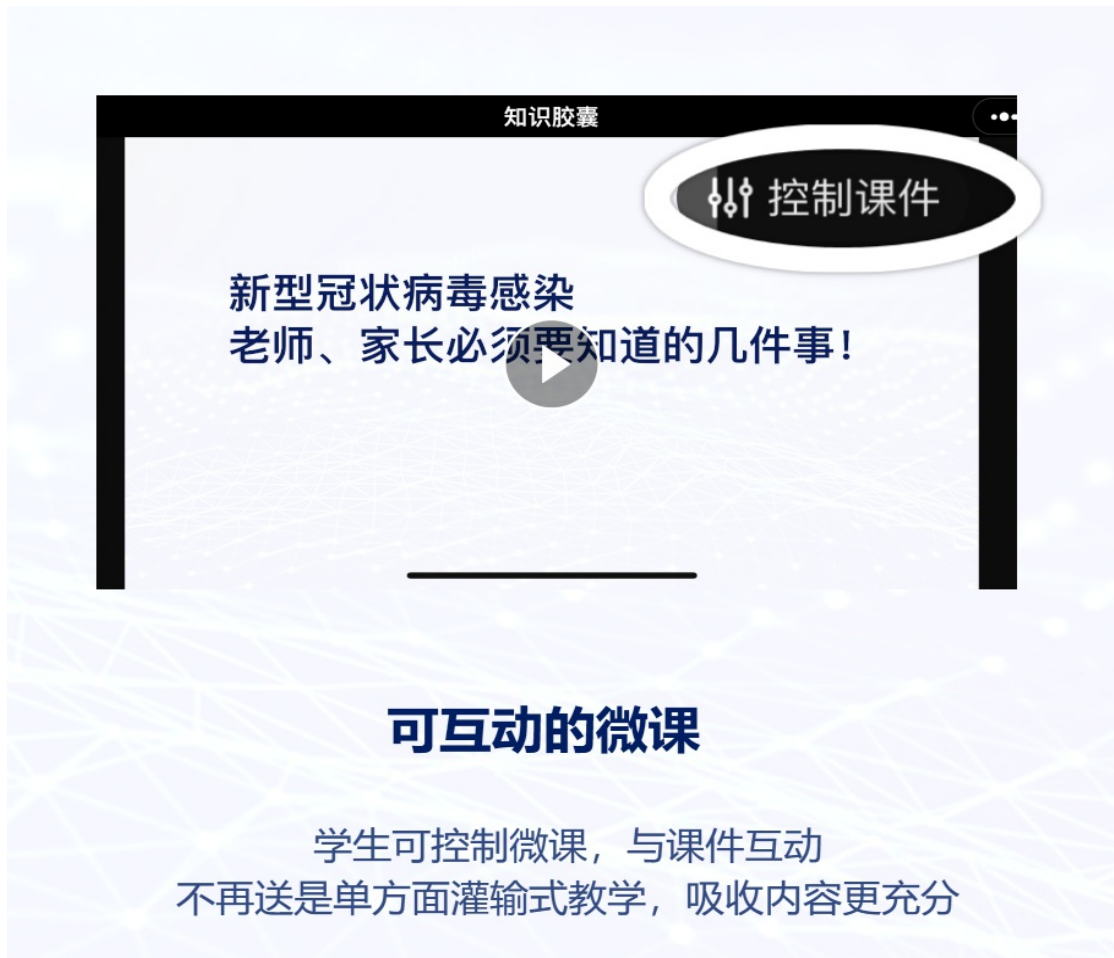 知识胶囊
控制课件
新型冠状病毒感染
老师、家长必须要知道的几件事！
可互动的微课
学生可控制微课，与课件互动
不再送是单方面灌输式教学，吸收内容更充分